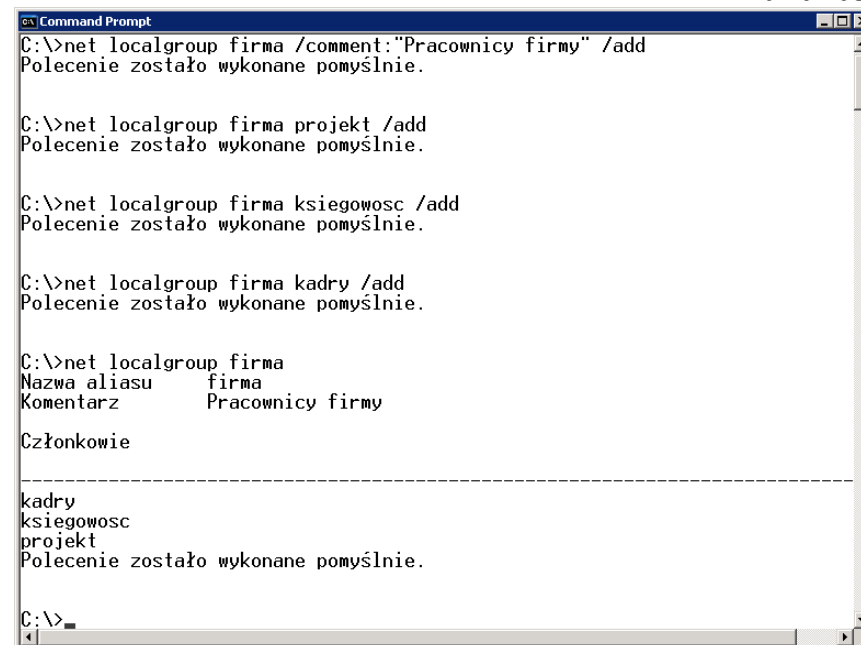 Command Prompt
C:\>net localgroup firma /comment:"Pracownicy firmy" /add
Polecenie zostało wykonane pomyślnie.
C:\>net localgroup firma projekt /add
Polecenie zostało wykonane pomyślnie.
C:\>net localgroup firma ksiegowosc /add
Polecenie zostało wykonane pomyślnie.
C:\>net localgroup firma kadry /add
Polecenie zostało wykonane pomyślnie.
C:\>net localgroup firma
Nazwa aliasu     firma
Komentarz        Pracownicy firmy
Członkowie
-------------------------------------------------------------------------------
kadry
ksiegowosc
projekt
Polecenie zostało wykonane pomyślnie.
C:\>_